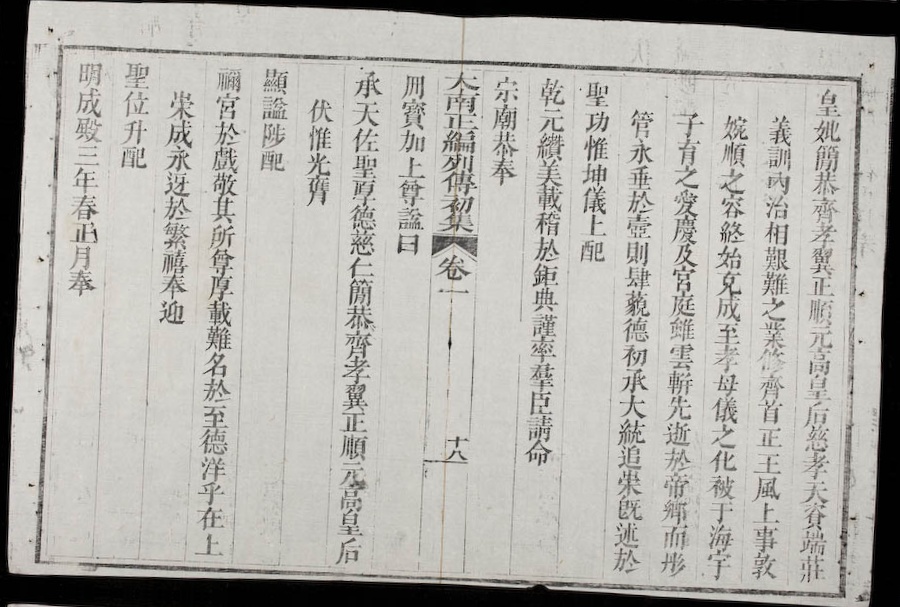 皇妣簡恭齊孝翼正順元高皇后慈孝天資端莊
義訓內治相艱難之業修齊首正王風上事敦
婉順之容終始克成至孝母儀之化被于海宇
子有之愛慶及宮庭雖雲輧先逝於帝鄉而彤
管永垂於壼則肆藐德初承大統追崇旣述於
聖功惟坤儀上配
乾元纘美載稽於鉅典謹率羣臣請命
宗廟恭奉
大南正編列傳初集 卷一 十八
冊寶加上尊謚曰
承天佐聖厚德慈仁簡恭齊孝翼正順元高皇后
伏惟光膺
顯謚陟配
禰宮於戲敬其所尊厚載難名於至德洋乎在上
榮成永迓於繁禧奉迎
聖位升配
明成殿三年春正月奉